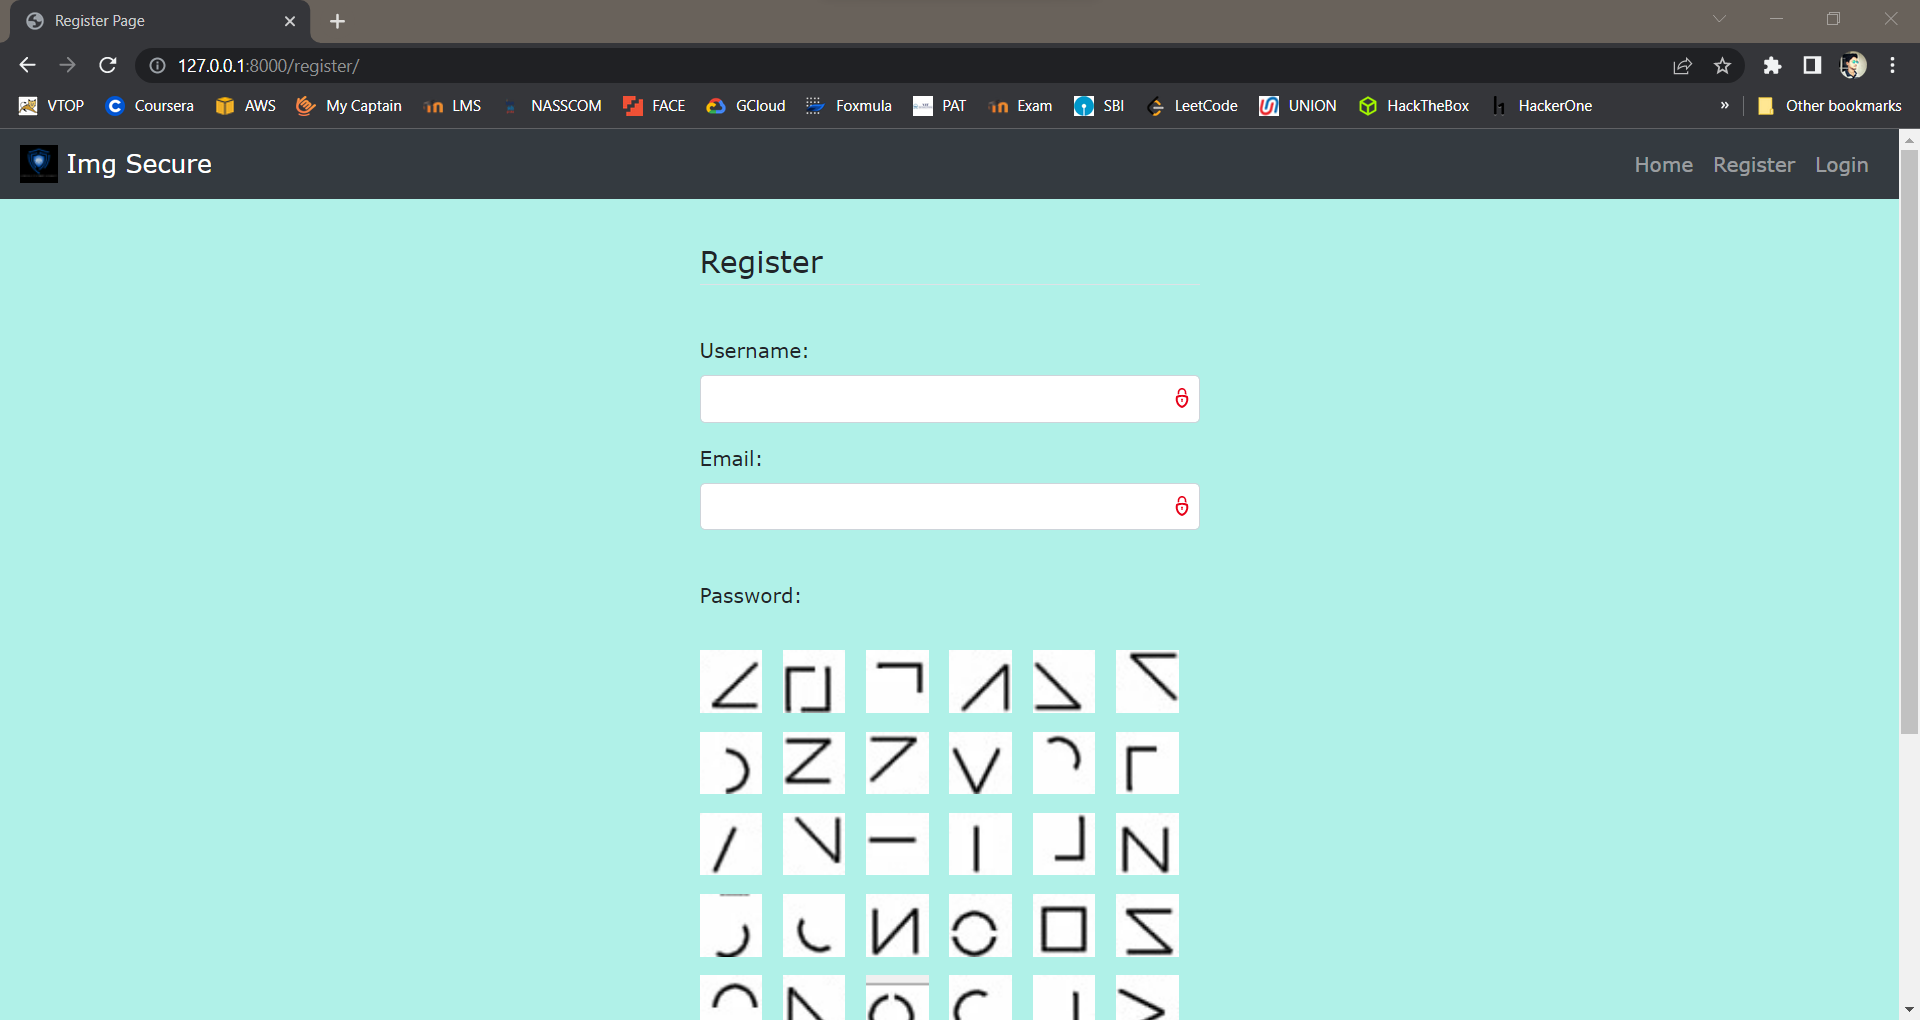 Register Page
127.0.0.1:8000/register/
VTOP Coursera AWS My Captain LMS NASSCOM FACE GCloud Foxmula PAT Exam SBI LeetCode UNION HackTheBox HackerOne » Other bookmarks
Img Secure Home Register Login
Register
Username:
Email:
Password: